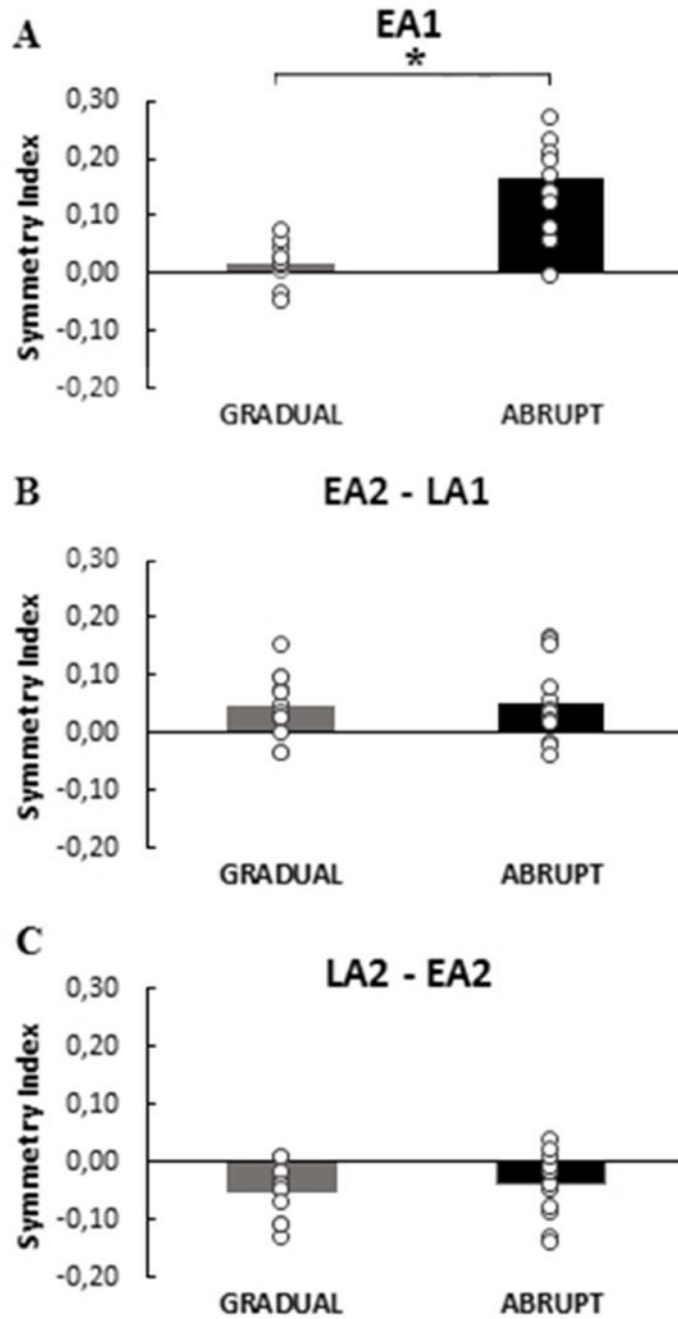 A
EA1
*
0,30
0,20
0,10
0,00
-0,10
-0,20
Symmetry Index
GRADUAL
ABRUPT
B
EA2 - LA1
0,30
0,20
0,10
0,00
-0,10
-0,20
Symmetry Index
GRADUAL
ABRUPT
C
LA2 - EA2
0,30
0,20
0,10
0,00
-0,10
-0,20
Symmetry Index
GRADUAL
ABRUPT